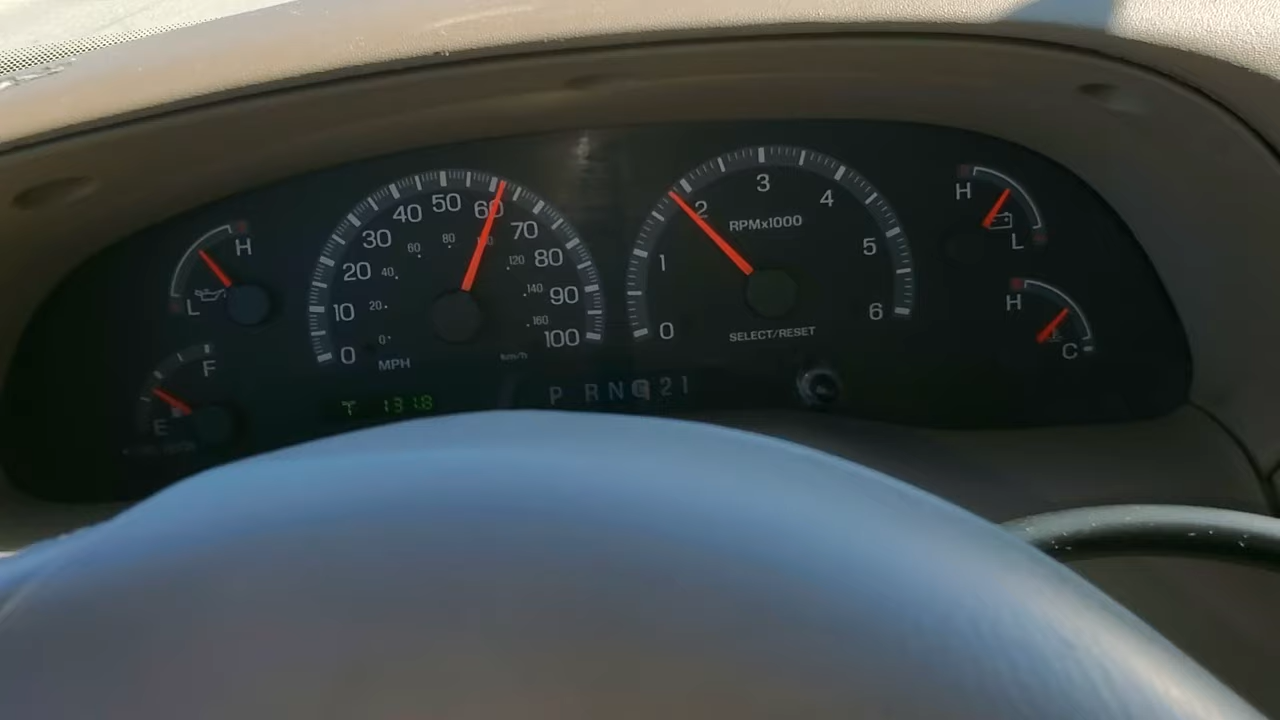 H
L
F
E
0 10 20 30 40 50 60 70 80 90 100
0 20 40 60 80 120 140 160
MPH km/h
T 131.8
0 1 2 3 4 5 6
RPMx1000
SELECT/RESET
P R N D 2 1
H
L
H
C